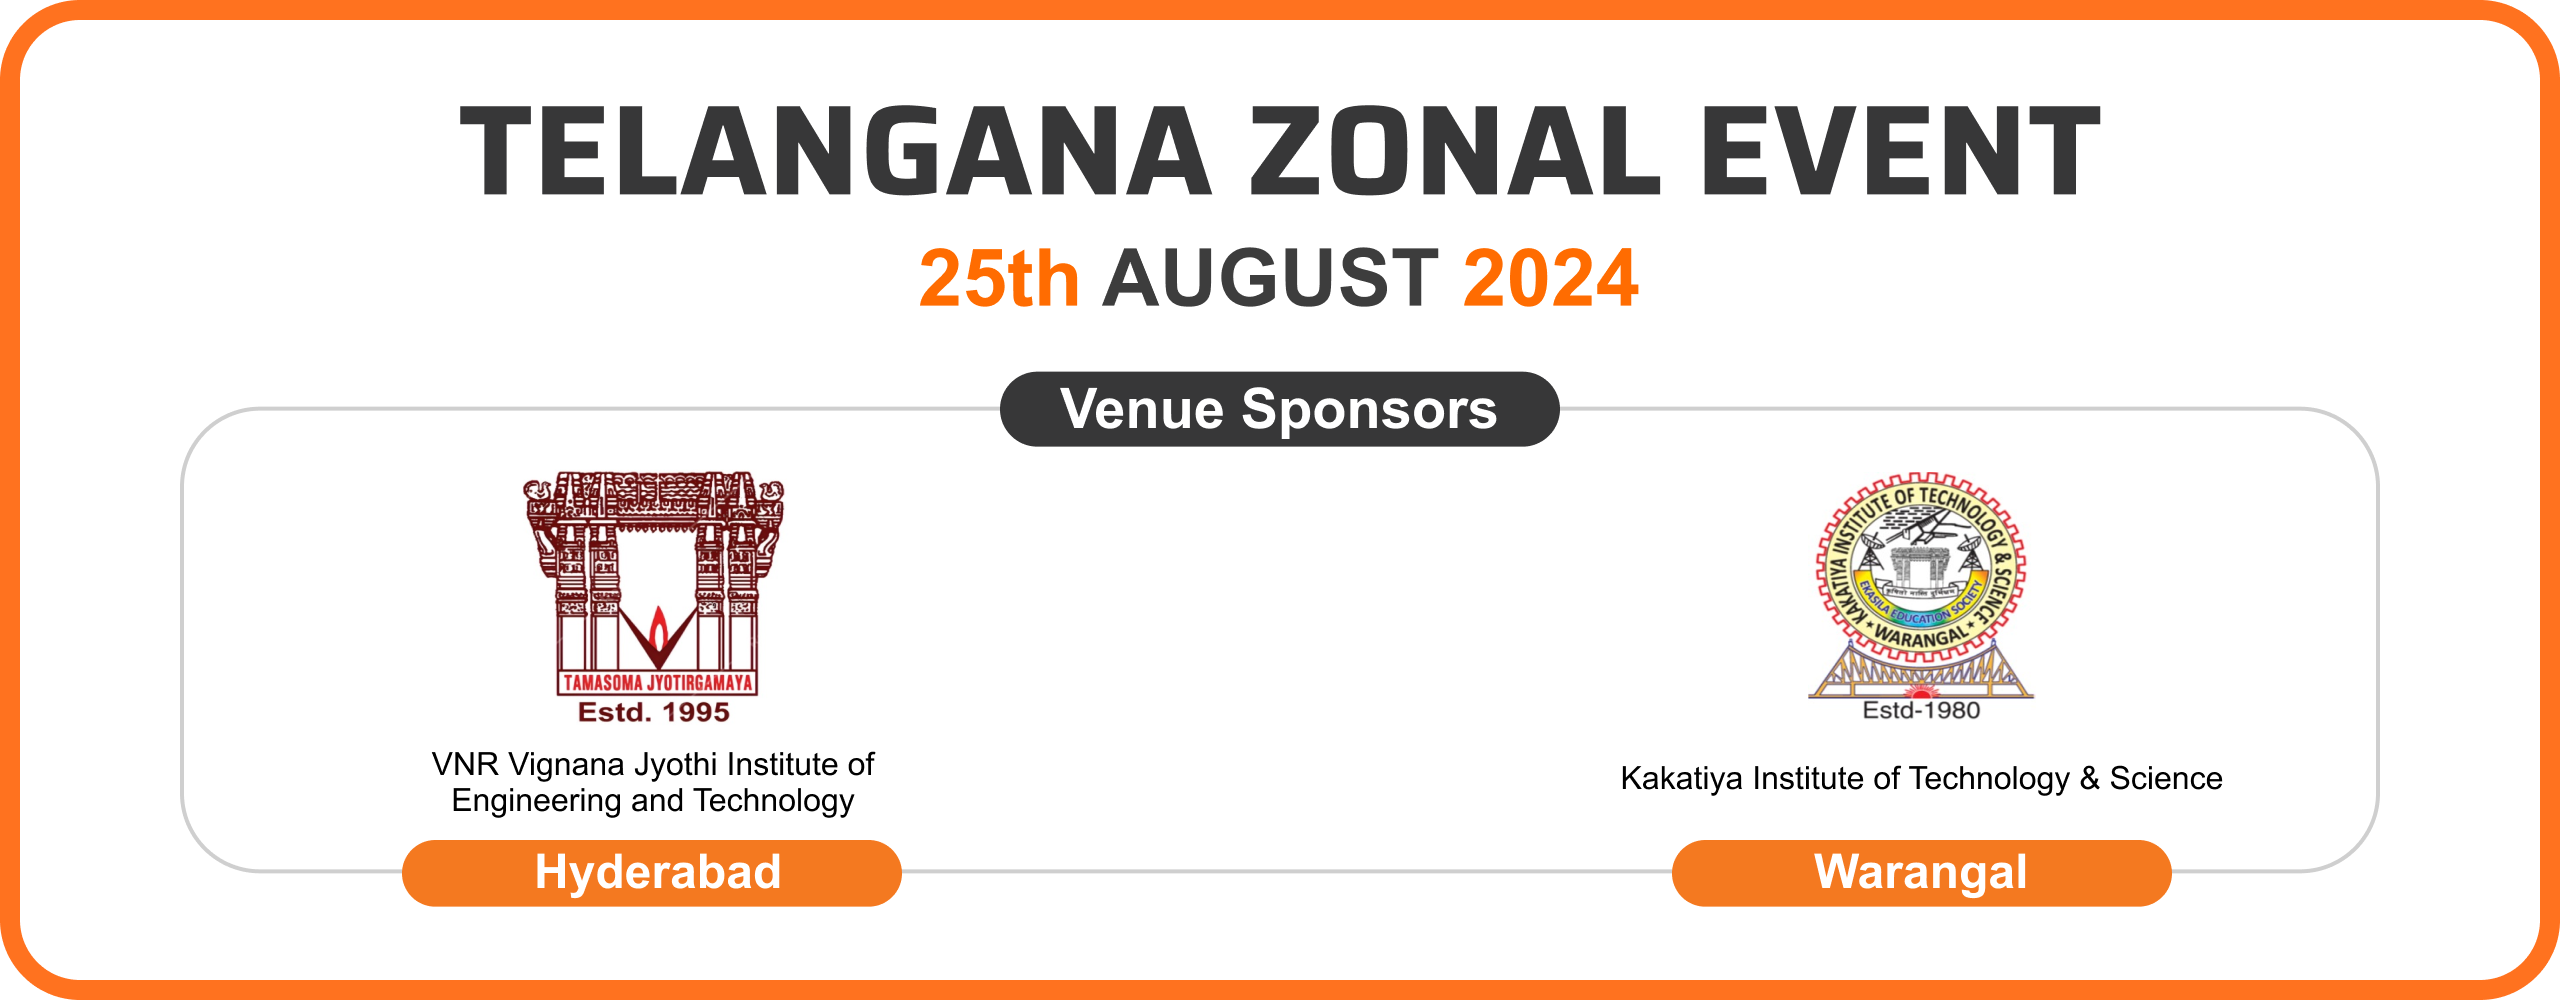 TELANGANA ZONAL EVENT
25th AUGUST 2024
Venue Sponsors
TAMASOMA JYOTIRGAMAYA
Estd. 1995
VNR Vignana Jyothi Institute of
Engineering and Technology
Hyderabad
KAKATIYA INSTITUTE OF TECHNOLOGY & SCIENCE
EKASILA EDUCATION SOCIETY
★ WARANGAL ★
Estd-1980
Kakatiya Institute of Technology & Science
Warangal